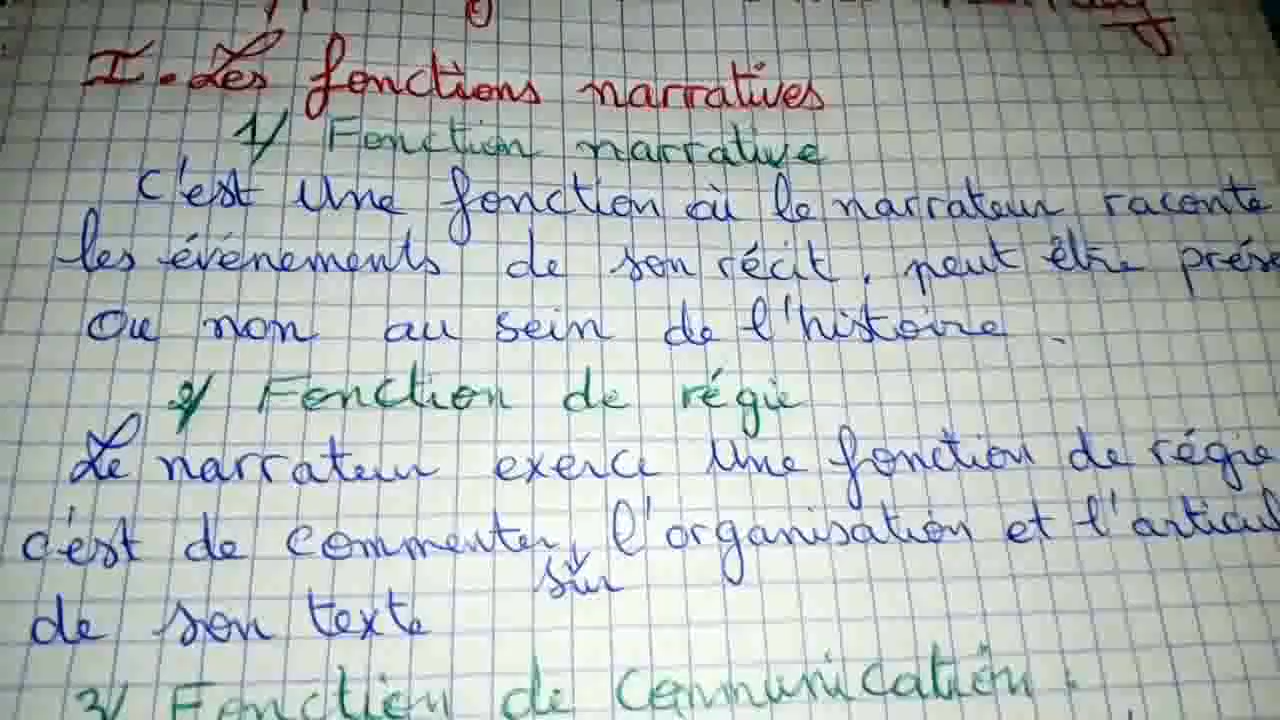 I. Les fonctions narratives
1/ Fonction narrative
c'est une fonction où le narrateur raconte
les événements de son récit, peut être prése
ou non au sein de l'histoire.
2/ Fonction de régie
Le narrateur exerce une fonction de régie
c'est de commenter l'organisation et l'articul
sur
de son texte
3/ Fonction de Communication.